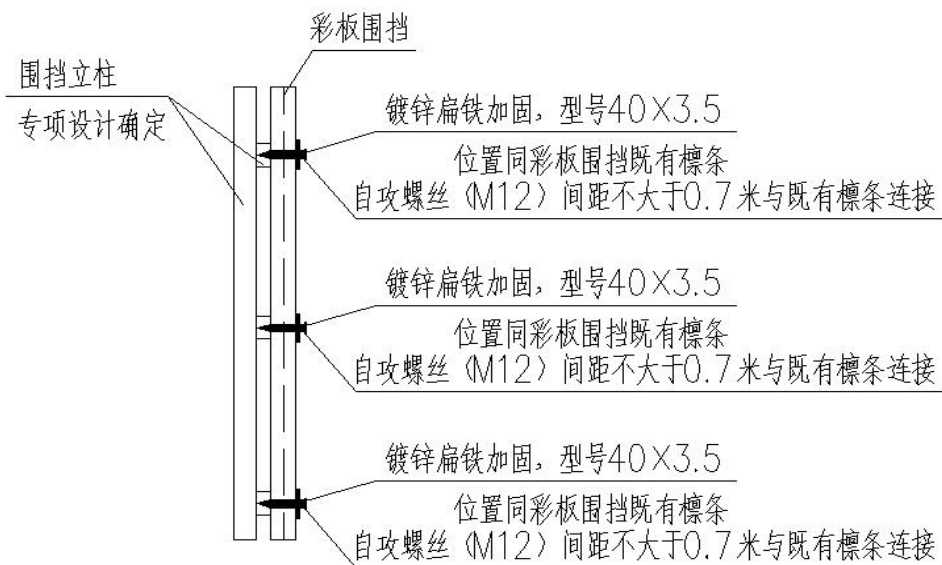 彩板围挡
围挡立柱
专项设计确定
镀锌扁铁加固，型号40×3.5
位置同彩板围挡既有檩条
自攻螺丝（M12）间距不大于0.7米与既有檩条连接
镀锌扁铁加固，型号40×3.5
位置同彩板围挡既有檩条
自攻螺丝（M12）间距不大于0.7米与既有檩条连接
镀锌扁铁加固，型号40×3.5
位置同彩板围挡既有檩条
自攻螺丝（M12）间距不大于0.7米与既有檩条连接